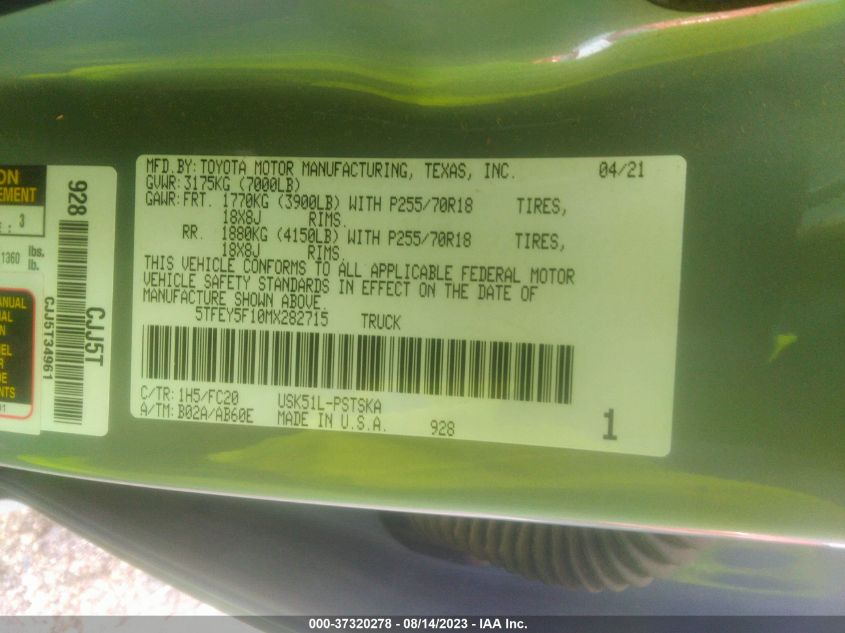 ON
EMENT
E : 3
1360 lbs.
lb.
ANUAL
928
CJJ5T
CJJ5T34961
MFD.BY: TOYOTA MOTOR MANUFACTURING, TEXAS, INC. 04/21
GVWR: 3175KG (7000LB)
GAWR: FRT. 1770KG (3900LB) WITH P255/70R18 TIRES,
18X8J RIMS.
RR. 1880KG (4150LB) WITH P255/70R18 TIRES,
18X8J RIMS.
THIS VEHICLE CONFORMS TO ALL APPLICABLE FEDERAL MOTOR
VEHICLE SAFETY STANDARDS IN EFFECT ON THE DATE OF
MANUFACTURE SHOWN ABOVE.
5TFEY5F10MX282715 TRUCK
C/TR: 1H5/FC20 USK51L-PSTSKA
A/TM: B02A/AB60E MADE IN U.S.A. 928 1
000-37320278 - 08/14/2023 - IAA Inc.